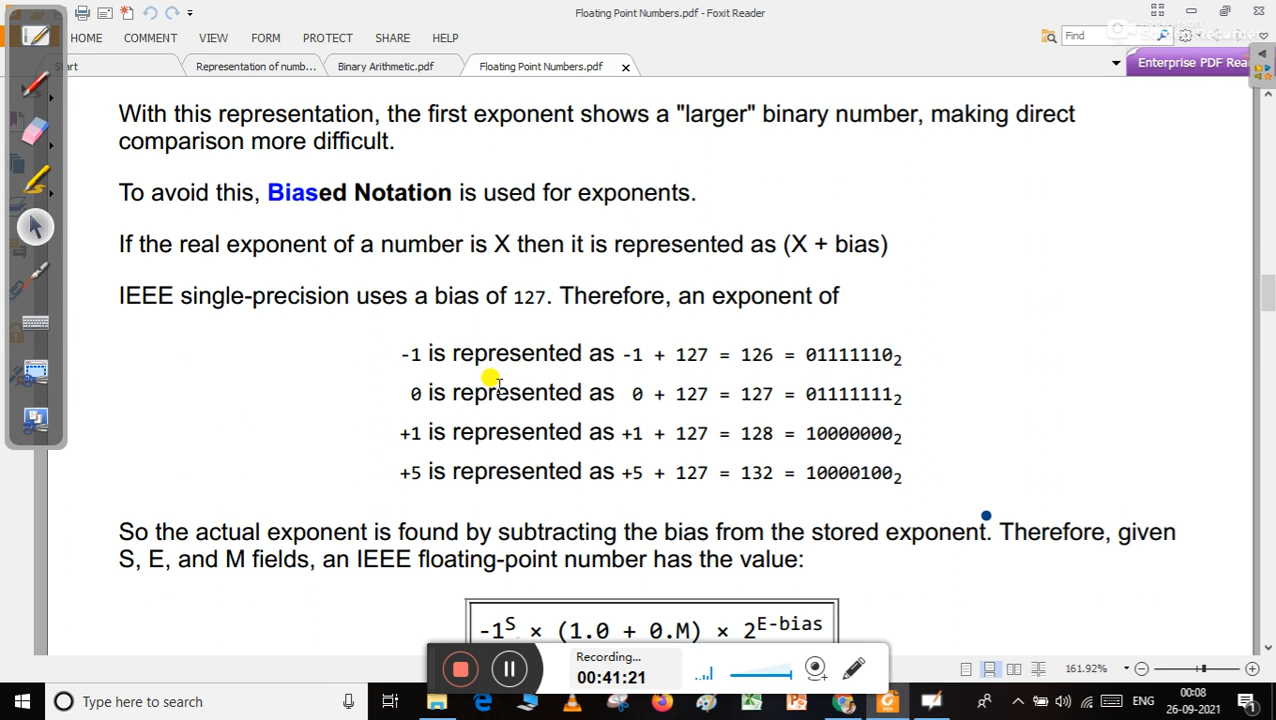 Floating Point Numbers.pdf - Foxit Reader
HOME COMMENT VIEW FORM PROTECT SHARE HELP
Find
Start Representation of numb... Binary Arithmetic.pdf Floating Point Numbers.pdf
Enterprise PDF Rea
With this representation, the first exponent shows a "larger" binary number, making direct
comparison more difficult.
To avoid this, Biased Notation is used for exponents.
If the real exponent of a number is X then it is represented as (X + bias)
IEEE single-precision uses a bias of 127. Therefore, an exponent of
-1 is represented as -1 + 127 = 126 = 01111110₂
0 is represented as 0 + 127 = 127 = 01111111₂
+1 is represented as +1 + 127 = 128 = 10000000₂
+5 is represented as +5 + 127 = 132 = 10000100₂
So the actual exponent is found by subtracting the bias from the stored exponent. Therefore, given
S, E, and M fields, an IEEE floating-point number has the value:
-1^S × (1.0 + 0.M) × 2^E-bias
Recording...
00:41:21
161.92%
Type here to search
ENG
00:08
26-09-2021
1